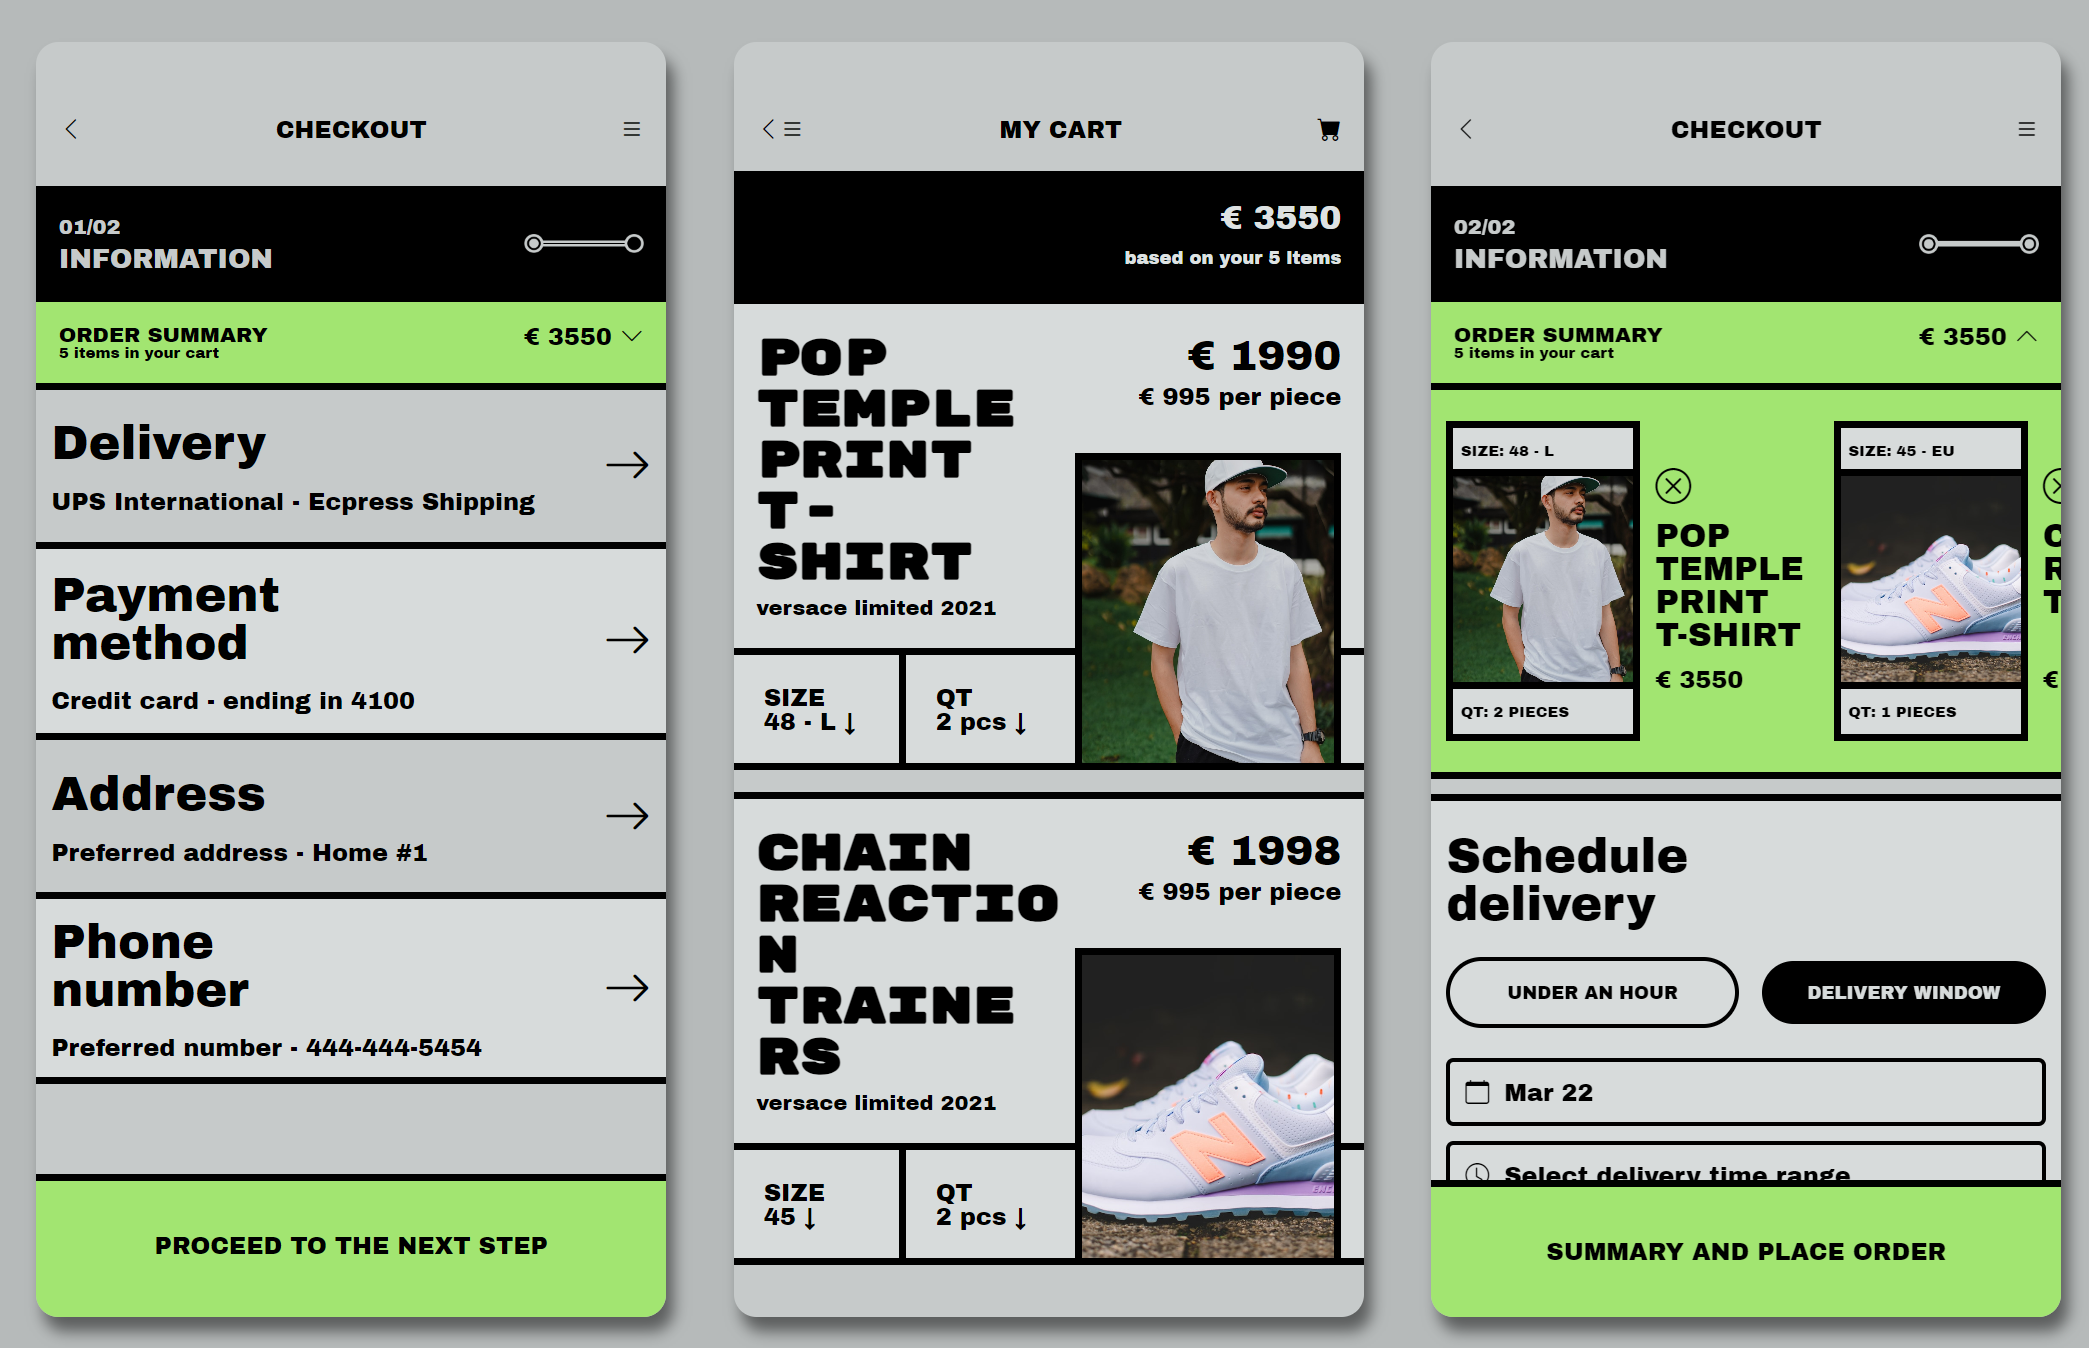 CHECKOUT
01/02
INFORMATION
ORDER SUMMARY
5 items in your cart
€ 3550
Delivery
UPS International - Ecpress Shipping
Payment
method
Credit card - ending in 4100
Address
Preferred address - Home #1
Phone
number
Preferred number - 444-444-5454
PROCEED TO THE NEXT STEP
MY CART
€ 3550
based on your 5 Items
POP
TEMPLE
PRINT
T-
SHIRT
versace limited 2021
€ 1990
€ 995 per piece
SIZE
48 - L ↓
QT
2 pcs ↓
CHAIN
REACTIO
N
TRAINE
RS
versace limited 2021
€ 1998
€ 995 per piece
SIZE
45 ↓
QT
2 pcs ↓
CHECKOUT
02/02
INFORMATION
ORDER SUMMARY
5 items in your cart
€ 3550
SIZE: 48 - L
QT: 2 PIECES
POP
TEMPLE
PRINT
T-SHIRT
€ 3550
SIZE: 45 - EU
N
QT: 1 PIECES
Schedule
delivery
UNDER AN HOUR
DELIVERY WINDOW
Mar 22
Select delivery time range
SUMMARY AND PLACE ORDER